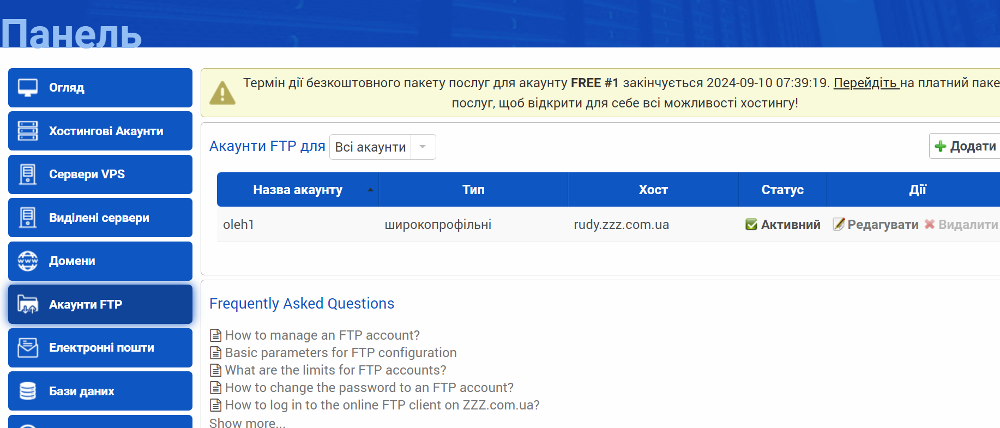 Панель
Огляд
Хостингові Акаунти
Сервери VPS
Виділені сервери
Домени
Акаунти FTP
Електронні пошти
Бази даних
Термін дії безкоштовного пакету послуг для акаунту FREE #1 закінчується 2024-09-10 07:39:19. Перейдіть на платний паке
послуг, щоб відкрити для себе всі можливості хостингу!
Акаунти FTP для Всі акаунти Додати
Назва акаунту Тип Хост Статус Дії
oleh1 широкопрофільні rudy.zzz.com.ua Активний Редагувати Видалити
Frequently Asked Questions
How to manage an FTP account?
Basic parameters for FTP configuration
What are the limits for FTP accounts?
How to change the password to an FTP account?
How to log in to the online FTP client on ZZZ.com.ua?
Show more...